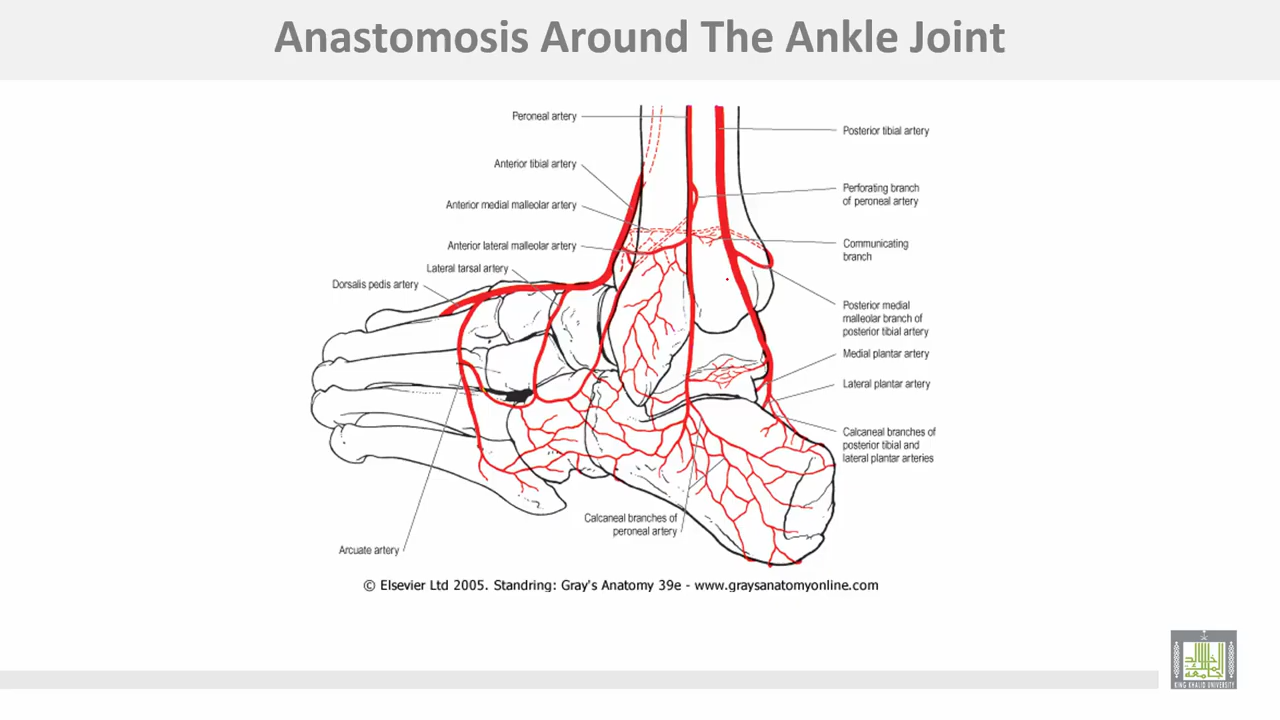 Anastomosis Around The Ankle Joint
Peroneal artery
Anterior tibial artery
Anterior medial malleolar artery
Anterior lateral malleolar artery
Lateral tarsal artery
Dorsalis pedis artery
Posterior tibial artery
Perforating branch
of peroneal artery
Communicating
branch
Posterior medial
malleolar branch of
posterior tibial artery
Medial plantar artery
Lateral plantar artery
Calcaneal branches of
posterior tibial and
lateral plantar arteries
Calcaneal branches of
peroneal artery
Arcuate artery
© Elsevier Ltd 2005. Standring: Gray's Anatomy 39e - www.graysanatomyonline.com
KING KHALID UNIVERSITY